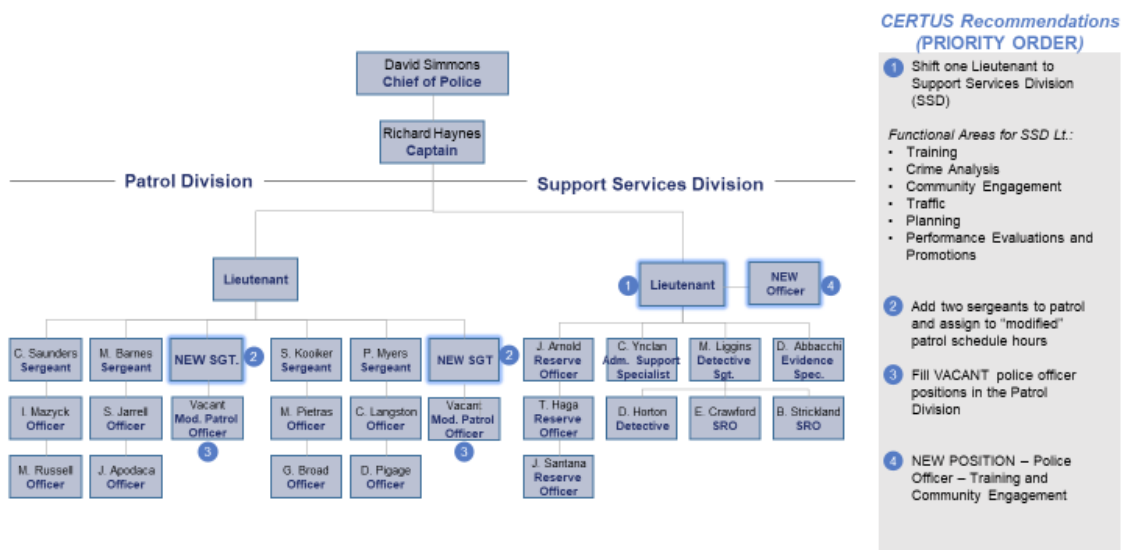 CERTUS Recommendations
(PRIORITY ORDER)
David Simmons
Chief of Police
Richard Haynes
Captain
Patrol Division
Support Services Division
Lieutenant
1
Lieutenant
NEW
Officer
4
C. Saunders
Sergeant
M. Barnes
Sergeant
NEW SGT.
2
S. Kooiker
Sergeant
P. Myers
Sergeant
NEW SGT
2
J. Arnold
Reserve
Officer
C. Ynclan
Adm. Support
Specialist
M. Liggins
Detective
Sgt.
D. Abbacchi
Evidence
Spec.
I. Mazyck
Officer
S. Jarrell
Officer
Vacant
Mod. Patrol
Officer
3
M. Pietras
Officer
C. Langston
Officer
Vacant
Mod. Patrol
Officer
3
T. Haga
Reserve
Officer
D. Horton
Detective
E. Crawford
SRO
B. Strickland
SRO
M. Russell
Officer
J. Apodaca
Officer
G. Broad
Officer
D. Pigage
Officer
J. Santana
Reserve
Officer
1 Shift one Lieutenant to
Support Services Division
(SSD)
Functional Areas for SSD Lt.:
• Training
• Crime Analysis
• Community Engagement
• Traffic
• Planning
• Performance Evaluations and
Promotions
2 Add two sergeants to patrol
and assign to "modified"
patrol schedule hours
3 Fill VACANT police officer
positions in the Patrol
Division
4 NEW POSITION – Police
Officer – Training and
Community Engagement